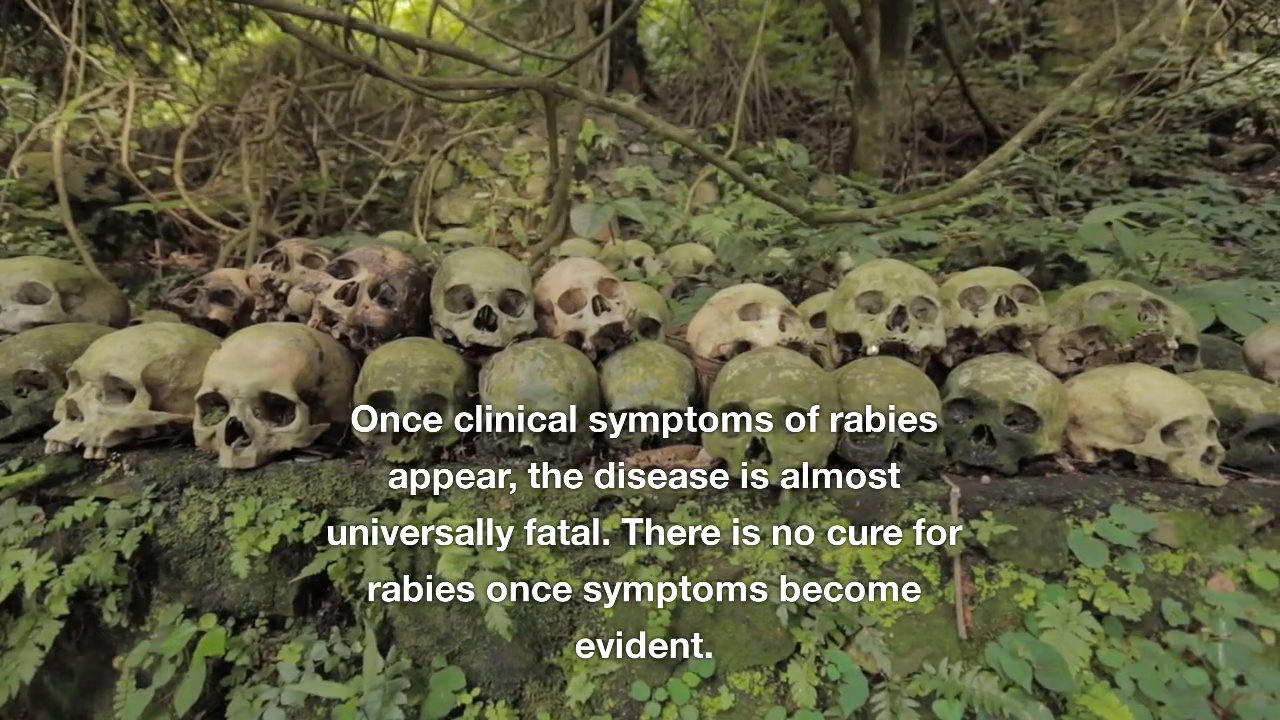 Once clinical symptoms of rabies
appear, the disease is almost
universally fatal. There is no cure for
rabies once symptoms become
evident.